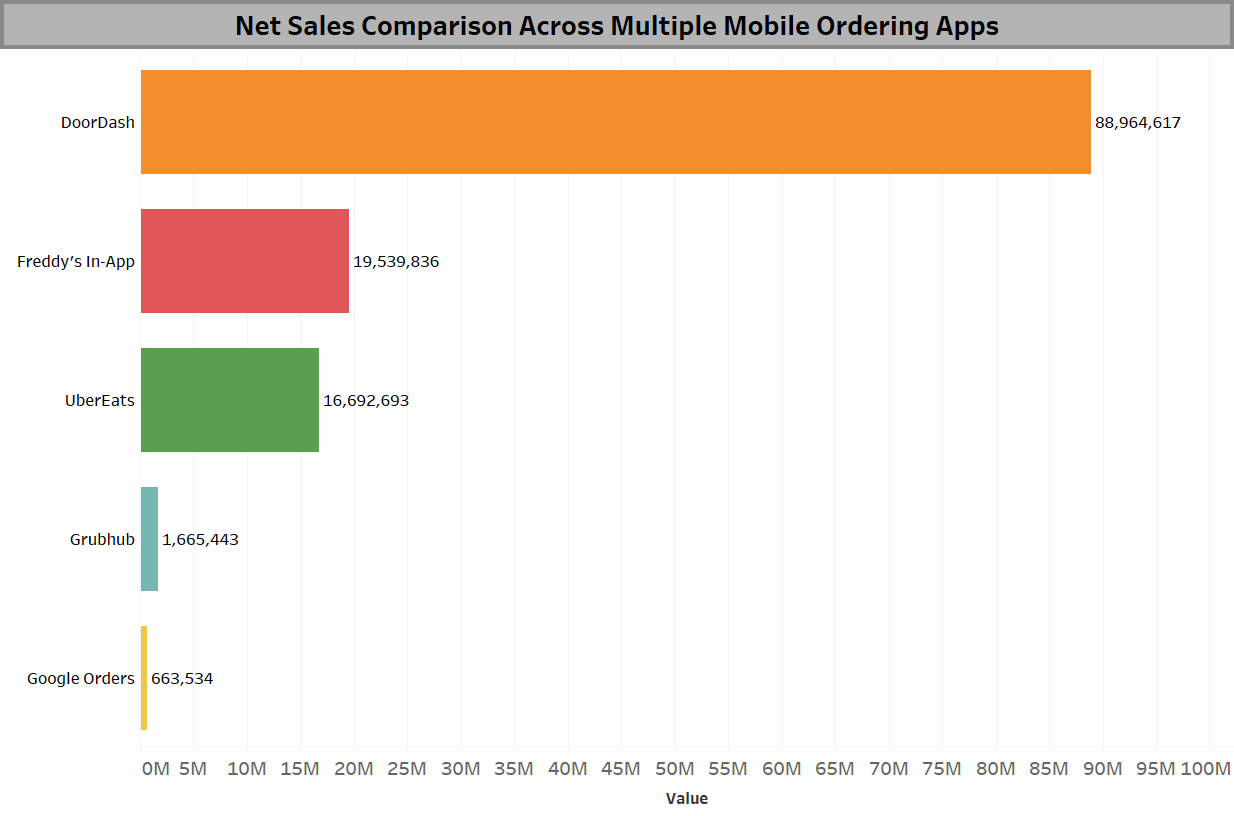 Net Sales Comparison Across Multiple Mobile Ordering Apps
DoorDash 88,964,617
Freddy’s In-App 19,539,836
UberEats 16,692,693
Grubhub 1,665,443
Google Orders 663,534
0M 5M 10M 15M 20M 25M 30M 35M 40M 45M 50M 55M 60M 65M 70M 75M 80M 85M 90M 95M 100M
Value